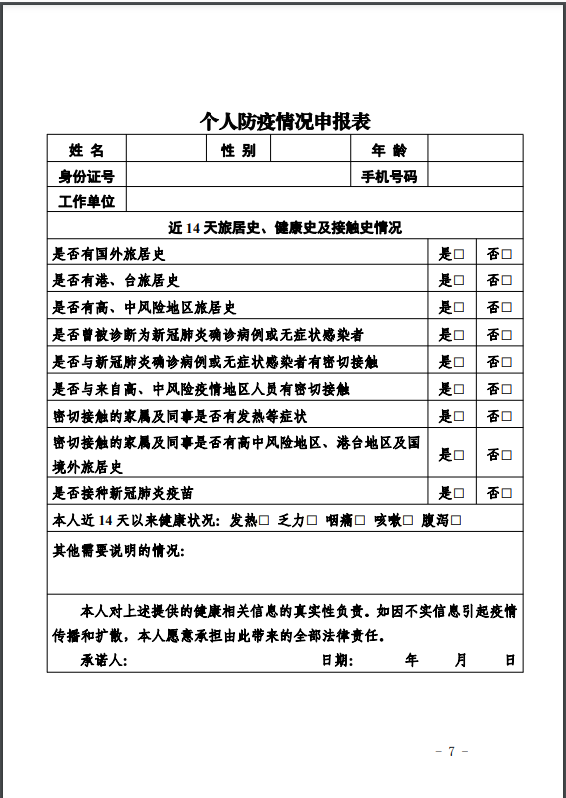 个人防疫情况申报表
姓 名 性 别 年 龄
身份证号 手机号码
工作单位
近 14 天旅居史、健康史及接触史情况
是否有国外旅居史 是□ 否□
是否有港、台旅居史 是□ 否□
是否有高、中风险地区旅居史 是□ 否□
是否曾被诊断为新冠肺炎确诊病例或无症状感染者 是□ 否□
是否与新冠肺炎确诊病例或无症状感染者有密切接触 是□ 否□
是否与来自高、中风险疫情地区人员有密切接触 是□ 否□
密切接触的家属及同事是否有发热等症状 是□ 否□
密切接触的家属及同事是否有高中风险地区、港台地区及国
境外旅居史 是□ 否□
是否接种新冠肺炎疫苗 是□ 否□
本人近 14 天以来健康状况：发热□ 乏力□ 咽痛□ 咳嗽□ 腹泻□
其他需要说明的情况：
本人对上述提供的健康相关信息的真实性负责。如因不实信息引起疫情
传播和扩散，本人愿意承担由此带来的全部法律责任。
承诺人： 日期： 年 月 日
- 7 -